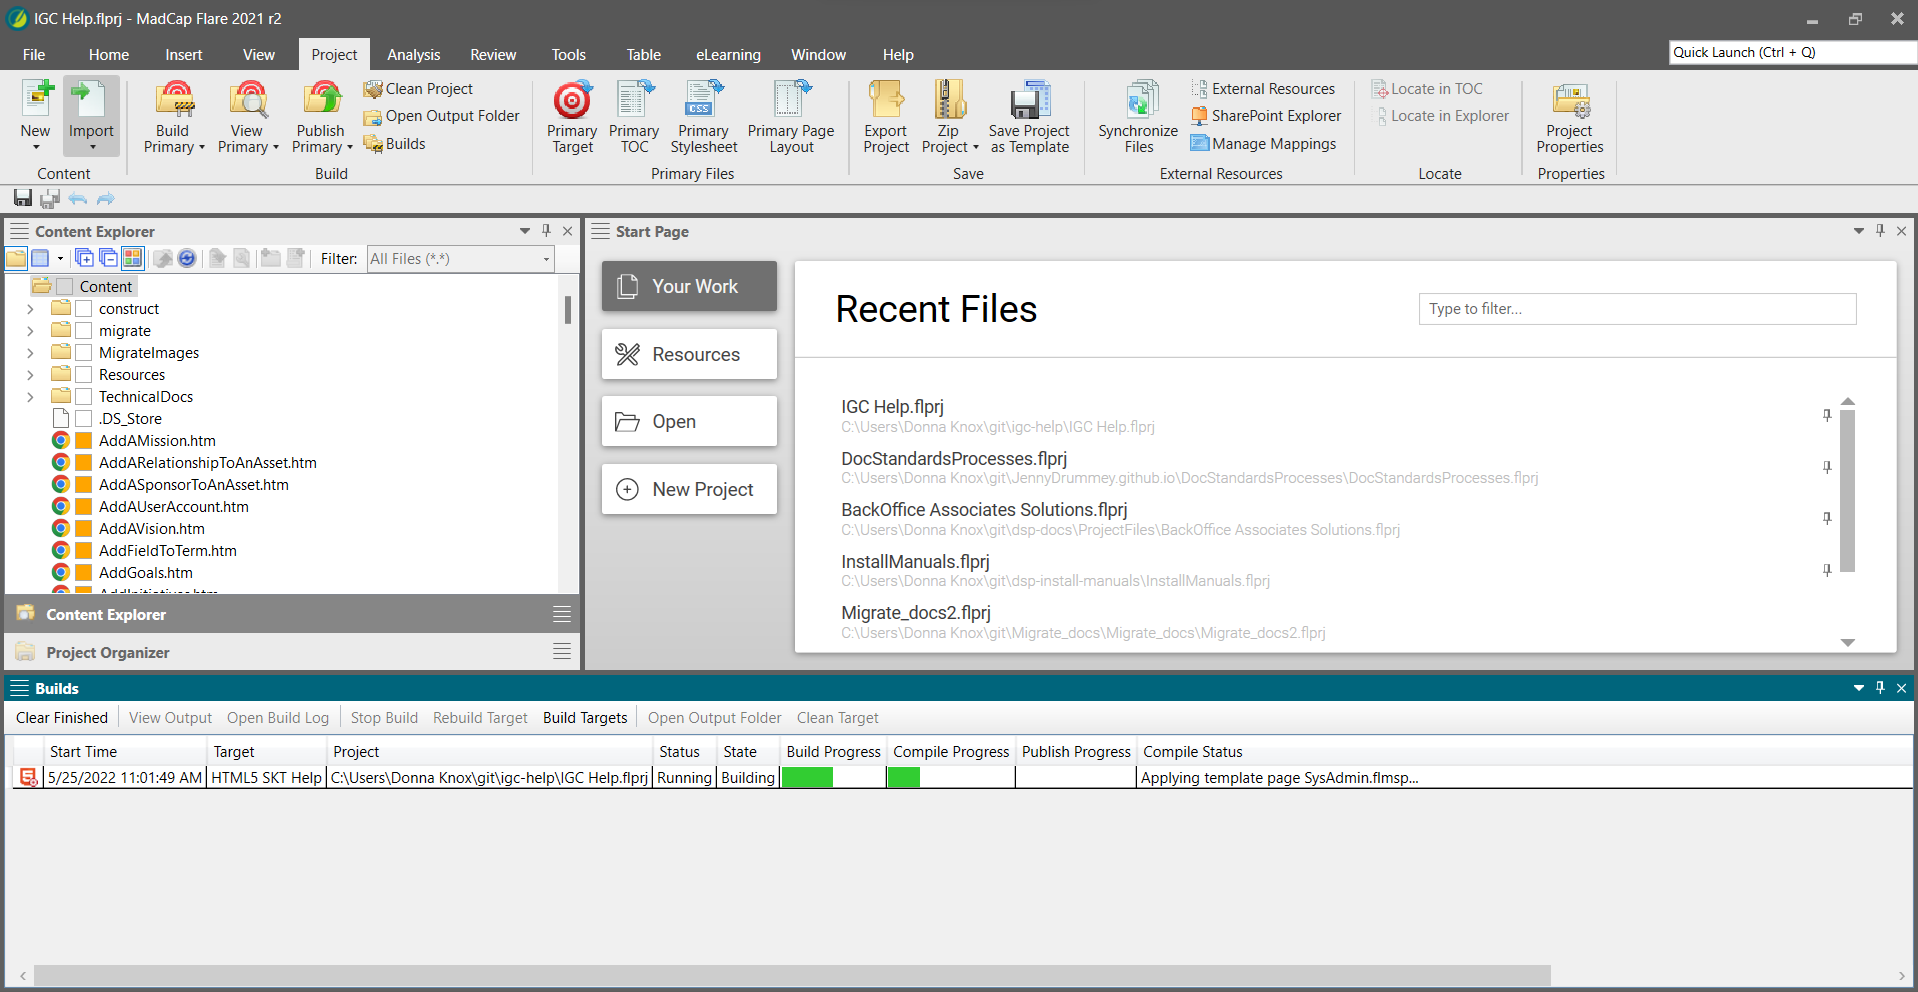 IGC Help.flprj - MadCap Flare 2021 r2
File Home Insert View Project Analysis Review Tools Table eLearning Window Help
Quick Launch (Ctrl + Q)
New
Import
Content
Build Primary
View Primary
Publish Primary
Clean Project
Open Output Folder
Builds
Build
Primary Target
Primary TOC
CSS
Primary Stylesheet
Primary Page Layout
Primary Files
Export Project
Zip Project
Save Project as Template
Save
Synchronize Files
External Resources
SharePoint Explorer
Manage Mappings
External Resources
Locate in TOC
Locate in Explorer
Locate
Project Properties
Properties
Content Explorer
Filter: All Files (*.*)
Content
construct
migrate
MigrateImages
Resources
TechnicalDocs
.DS_Store
AddAMission.htm
AddARelationshipToAnAsset.htm
AddASponsorToAnAsset.htm
AddAUserAccount.htm
AddAVision.htm
AddFieldToTerm.htm
AddGoals.htm
Content Explorer
Project Organizer
Start Page
Your Work
Resources
Open
New Project
Recent Files
Type to filter...
IGC Help.flprj
C:\Users\Donna Knox\git\igc-help\IGC Help.flprj
DocStandardsProcesses.flprj
C:\Users\Donna Knox\git\JennyDrummey.github.io\DocStandardsProcesses\DocStandardsProcesses.flprj
BackOffice Associates Solutions.flprj
C:\Users\Donna Knox\git\dsp-docs\ProjectFiles\BackOffice Associates Solutions.flprj
InstallManuals.flprj
C:\Users\Donna Knox\git\dsp-install-manuals\InstallManuals.flprj
Migrate_docs2.flprj
C:\Users\Donna Knox\git\Migrate_docs\Migrate_docs\Migrate_docs2.flprj
Builds
Clear Finished View Output Open Build Log Stop Build Rebuild Target Build Targets Open Output Folder Clean Target
Start Time Target Project Status State Build Progress Compile Progress Publish Progress Compile Status
5/25/2022 11:01:49 AM HTML5 SKT Help C:\Users\Donna Knox\git\igc-help\IGC Help.flprj Running Building Applying template page SysAdmin.flmsp...